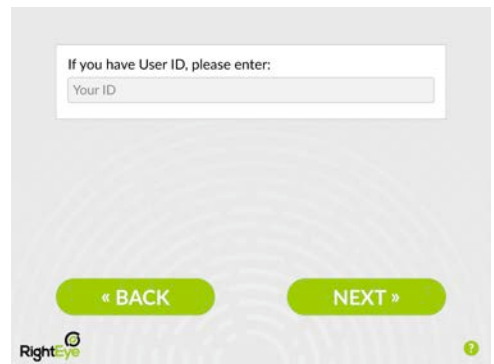 If you have User ID, please enter:
Your ID
« BACK
NEXT »
RightEye
?